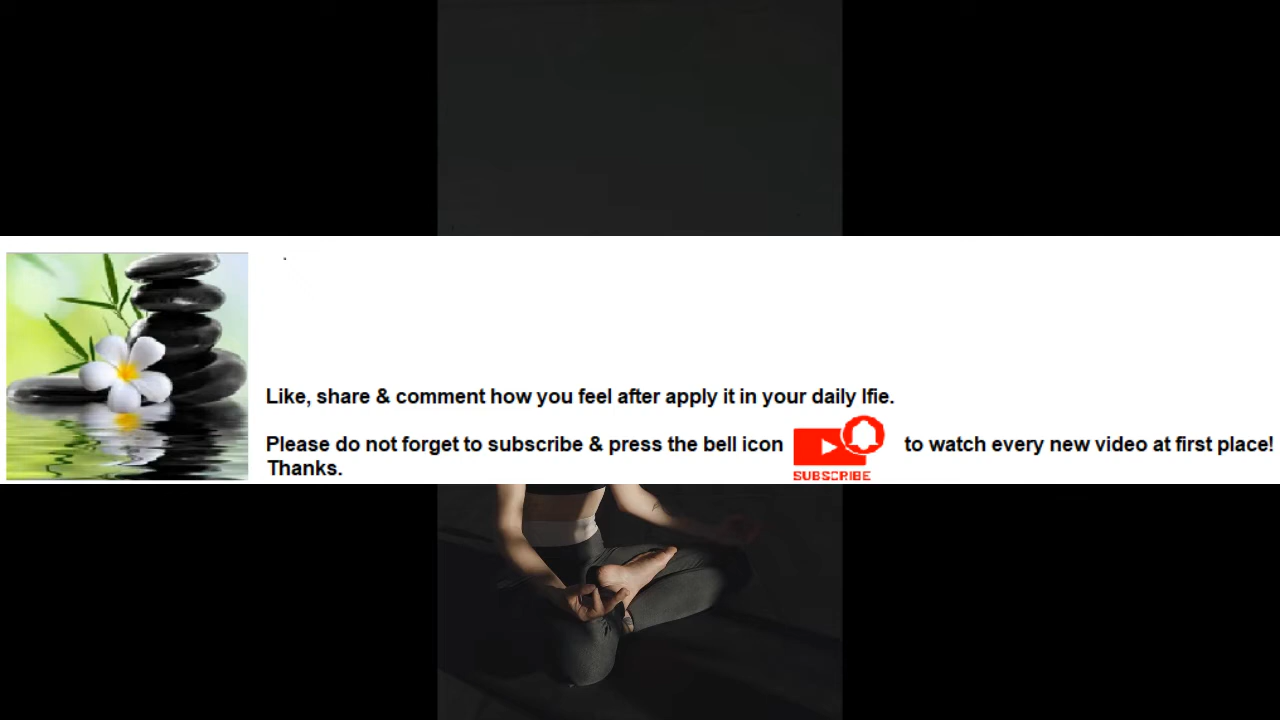 Like, share & comment how you feel after apply it in your daily lfie.
Please do not forget to subscribe & press the bell icon SUBSCRIBE to watch every new video at first place!
Thanks.